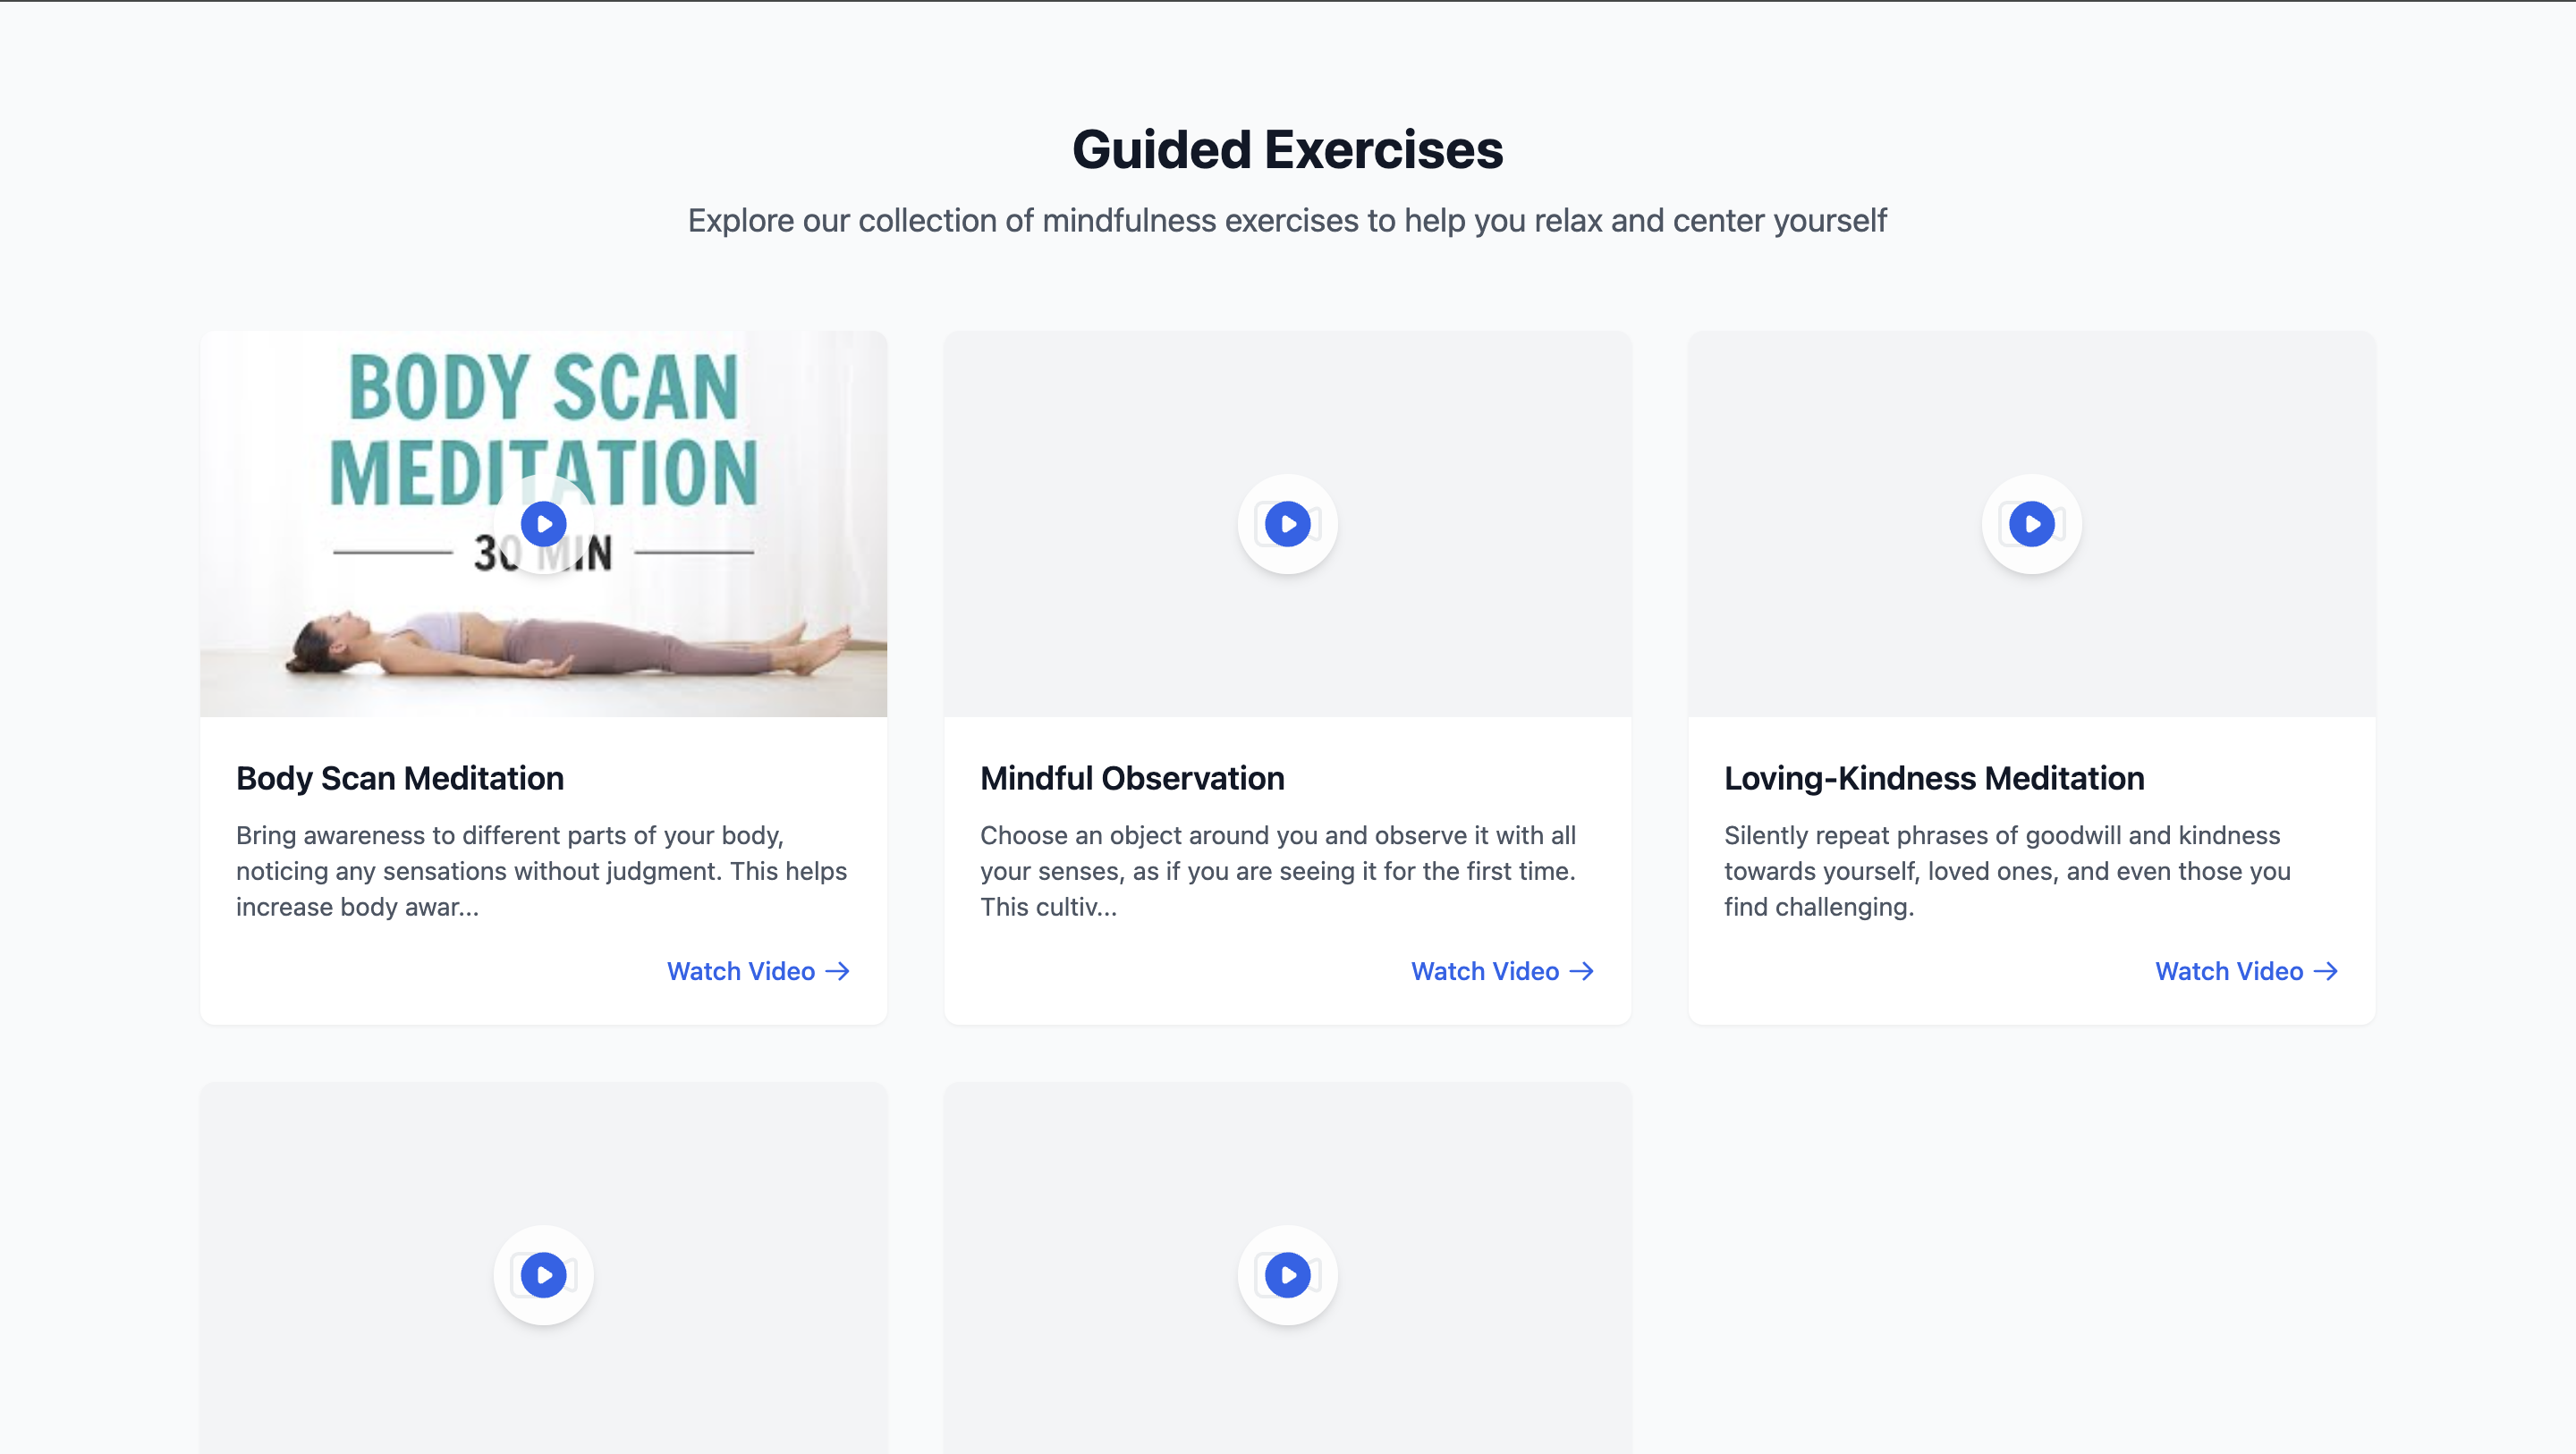 Guided Exercises
Explore our collection of mindfulness exercises to help you relax and center yourself
BODY SCAN
MEDITATION
30 MIN
Body Scan Meditation
Bring awareness to different parts of your body,
noticing any sensations without judgment. This helps
increase body awar...
Watch Video
Mindful Observation
Choose an object around you and observe it with all
your senses, as if you are seeing it for the first time.
This cultiv...
Watch Video
Loving-Kindness Meditation
Silently repeat phrases of goodwill and kindness
towards yourself, loved ones, and even those you
find challenging.
Watch Video